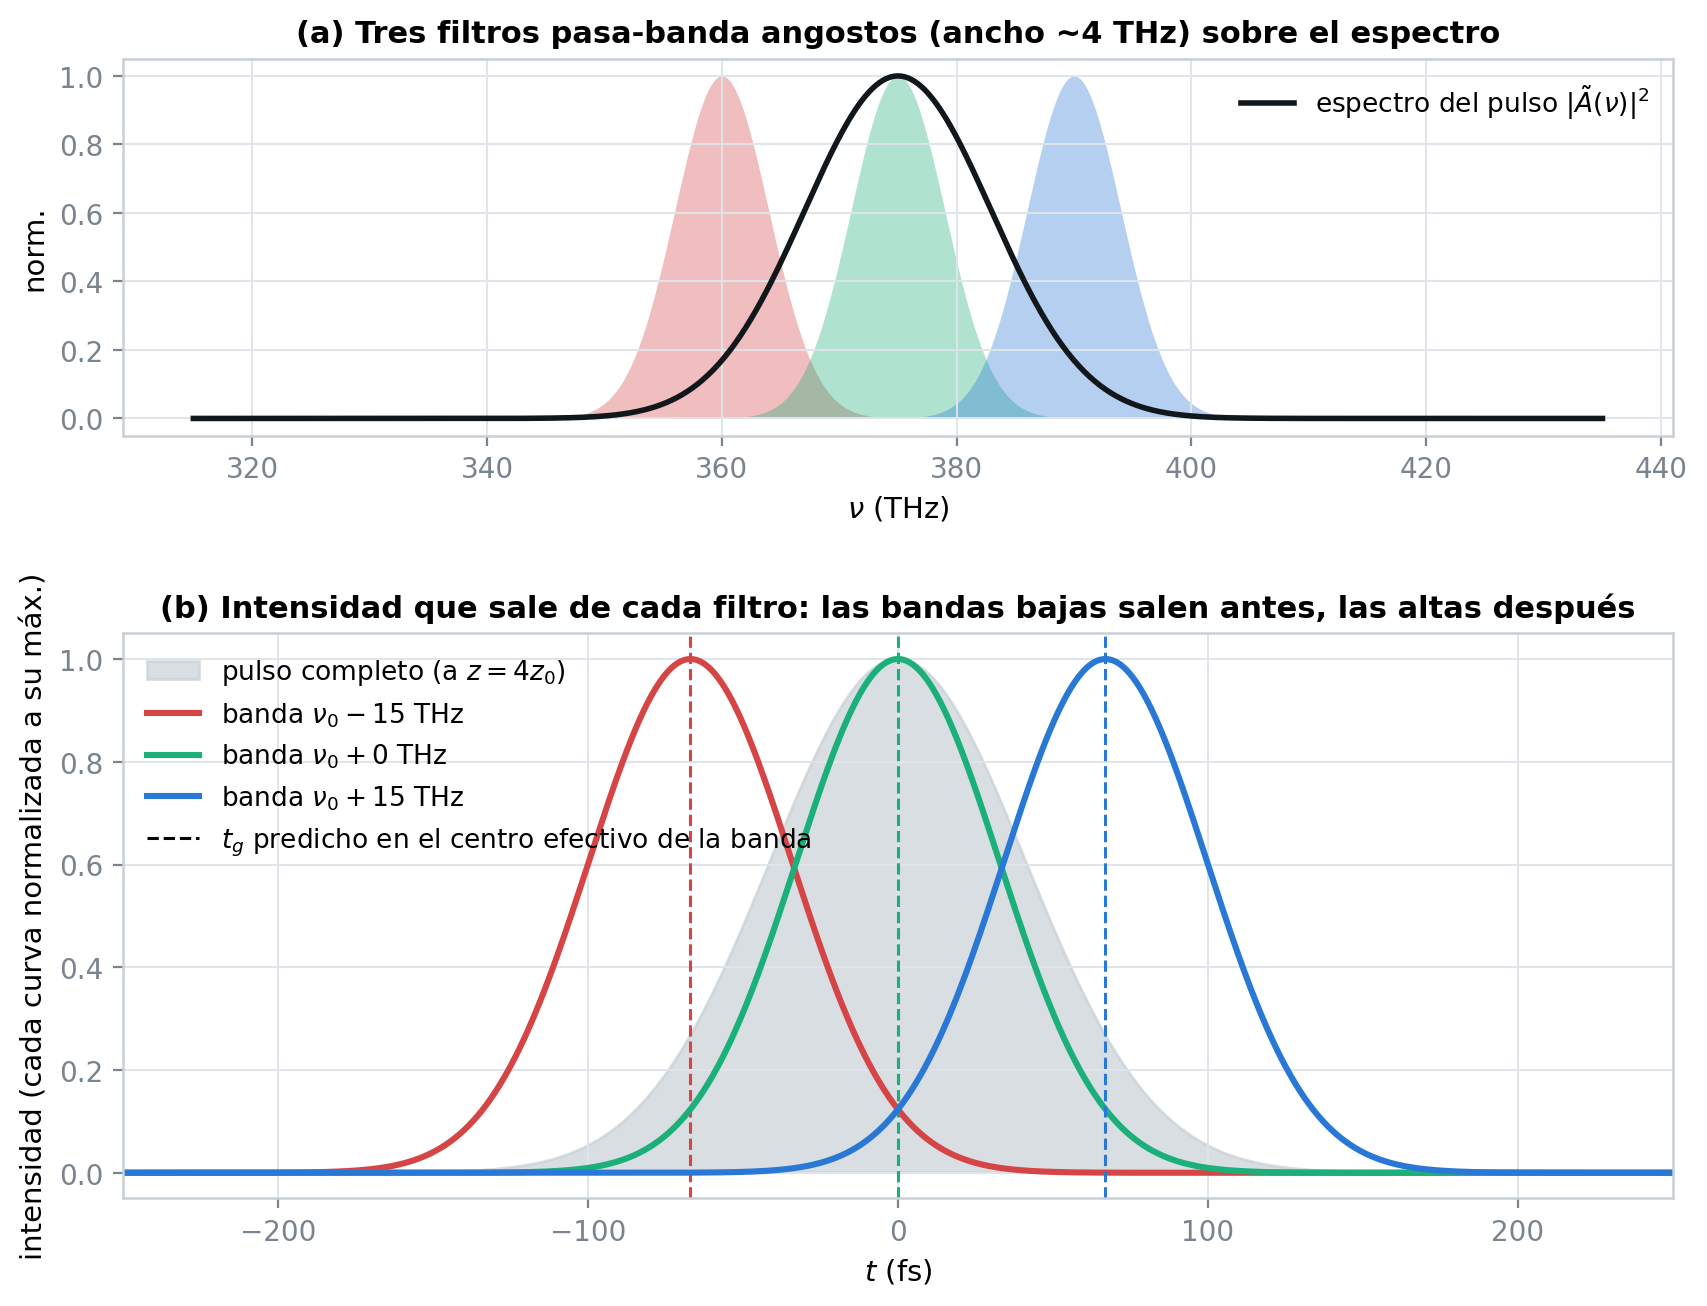 (a) Tres filtros pasa-banda angostos (ancho ~4 THz) sobre el espectro
norm.
1.0
0.8
0.6
0.4
0.2
0.0
espectro del pulso |Ã(ν)|²
320 340 360 380 400 420 440
ν (THz)
(b) Intensidad que sale de cada filtro: las bandas bajas salen antes, las altas después
intensidad (cada curva normalizada a su máx.)
1.0
0.8
0.6
0.4
0.2
0.0
pulso completo (a z = 4z₀)
banda ν₀ − 15 THz
banda ν₀ + 0 THz
banda ν₀ + 15 THz
t_g predicho en el centro efectivo de la banda
−200 −100 0 100 200
t (fs)